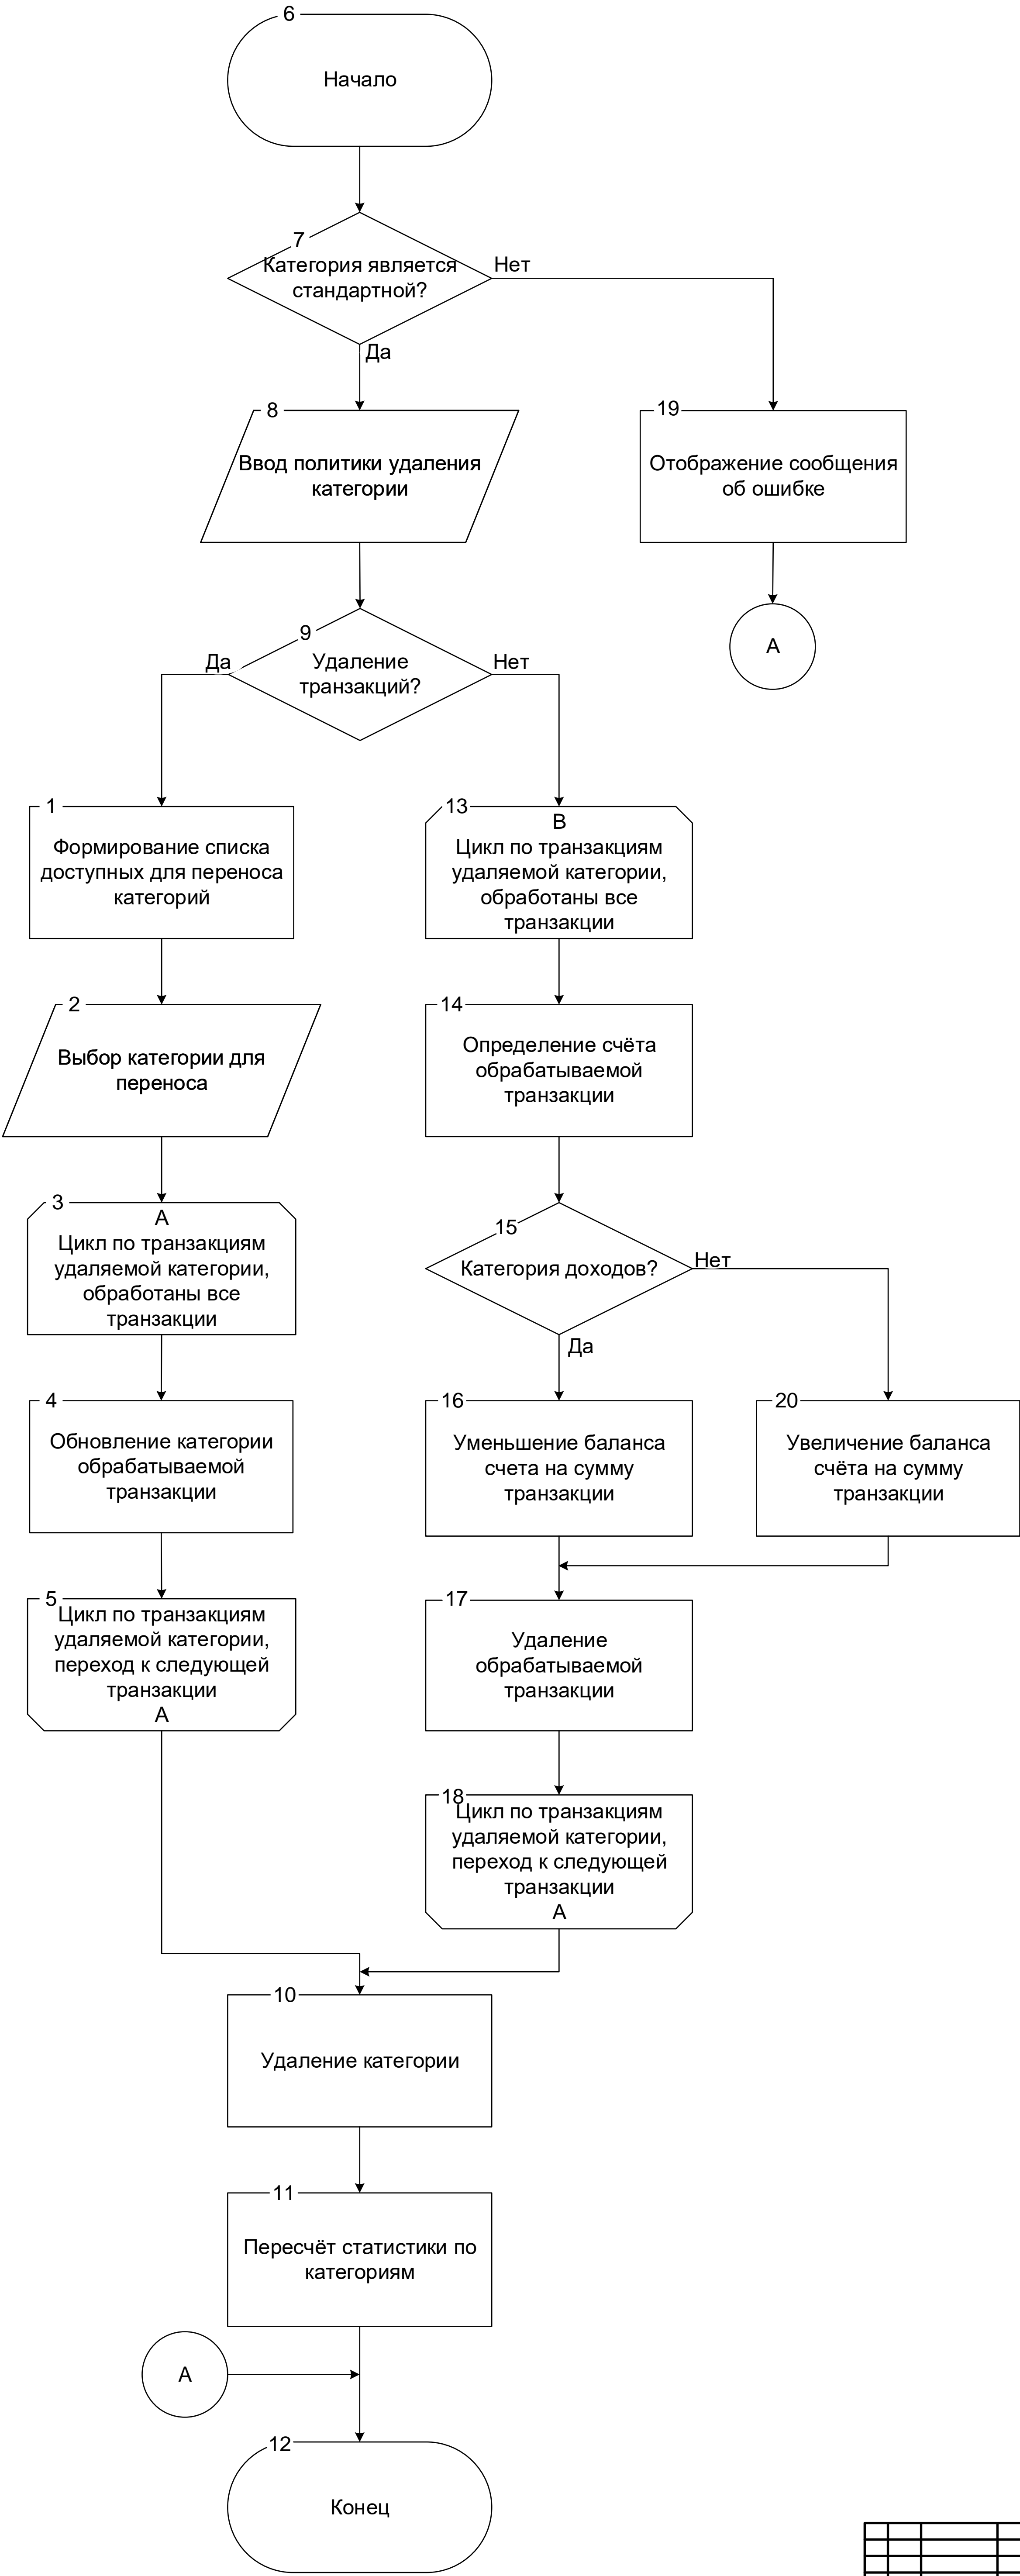 6
Начало
7
Категория является
стандартной?
Нет
Да
8
Ввод политики удаления
категории
19
Отображение сообщения
об ошибке
А
9
Удаление
транзакций?
Да
Нет
1
Формирование списка
доступных для переноса
категорий
13
В
Цикл по транзакциям
удаляемой категории,
обработаны все
транзакции
2
Выбор категории для
переноса
14
Определение счёта
обрабатываемой
транзакции
3
А
Цикл по транзакциям
удаляемой категории,
обработаны все
транзакции
15
Категория доходов?
Нет
Да
4
Обновление категории
обрабатываемой
транзакции
16
Уменьшение баланса
счета на сумму
транзакции
20
Увеличение баланса
счёта на сумму
транзакции
5
Цикл по транзакциям
удаляемой категории,
переход к следующей
транзакции
А
17
Удаление
обрабатываемой
транзакции
18
Цикл по транзакциям
удаляемой категории,
переход к следующей
транзакции
А
10
Удаление категории
11
Пересчёт статистики по
категориям
А
12
Конец